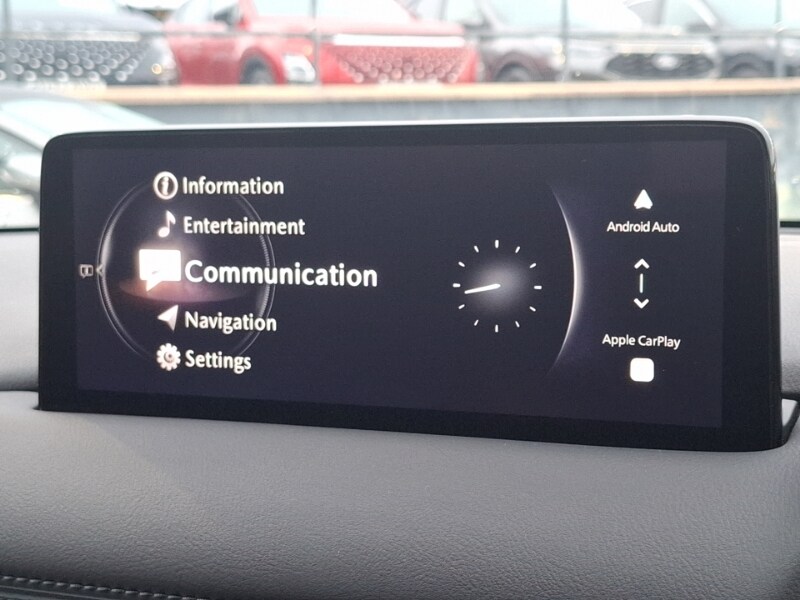 Information
Entertainment
Communication
Navigation
Settings
Android Auto
Apple CarPlay